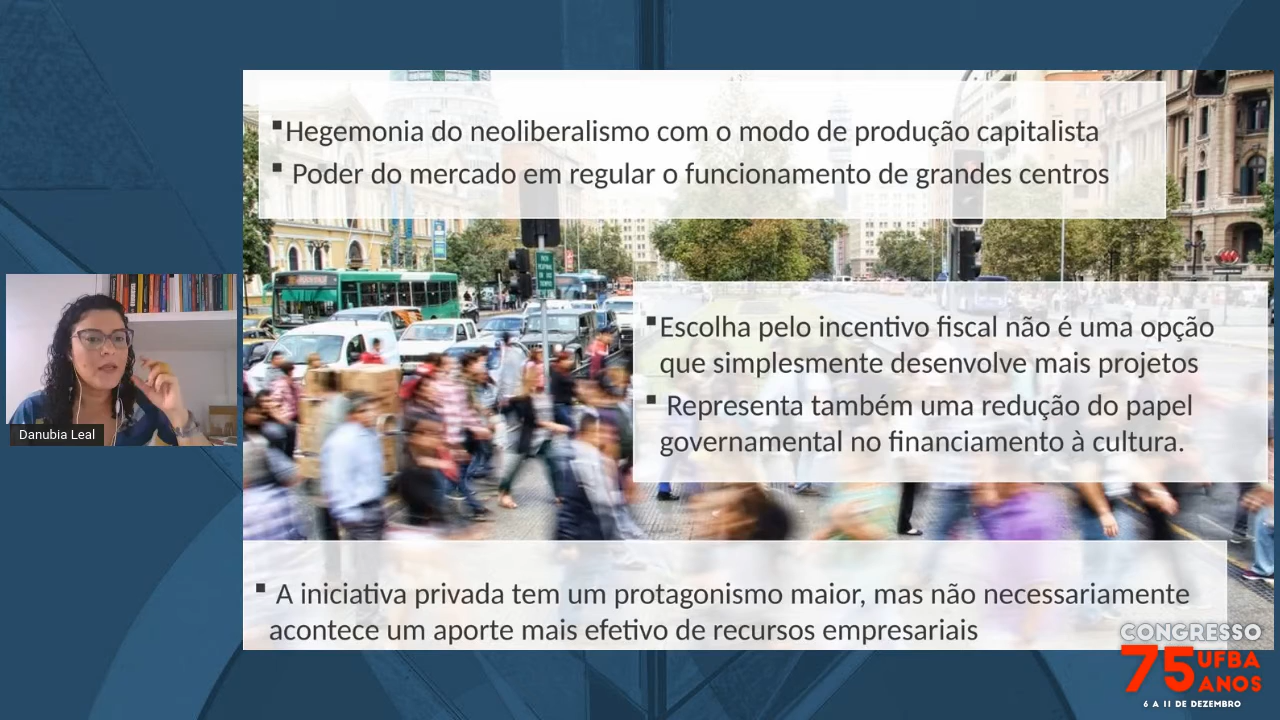 ▪Hegemonia do neoliberalismo com o modo de produção capitalista
▪ Poder do mercado em regular o funcionamento de grandes centros
▪Escolha pelo incentivo fiscal não é uma opção
que simplesmente desenvolve mais projetos
▪ Representa também uma redução do papel
governamental no financiamento à cultura.
Danubia Leal
▪ A iniciativa privada tem um protagonismo maior, mas não necessariamente
acontece um aporte mais efetivo de recursos empresariais
CONGRESSO
75 UFBA
ANOS
6 A 11 DE DEZEMBRO